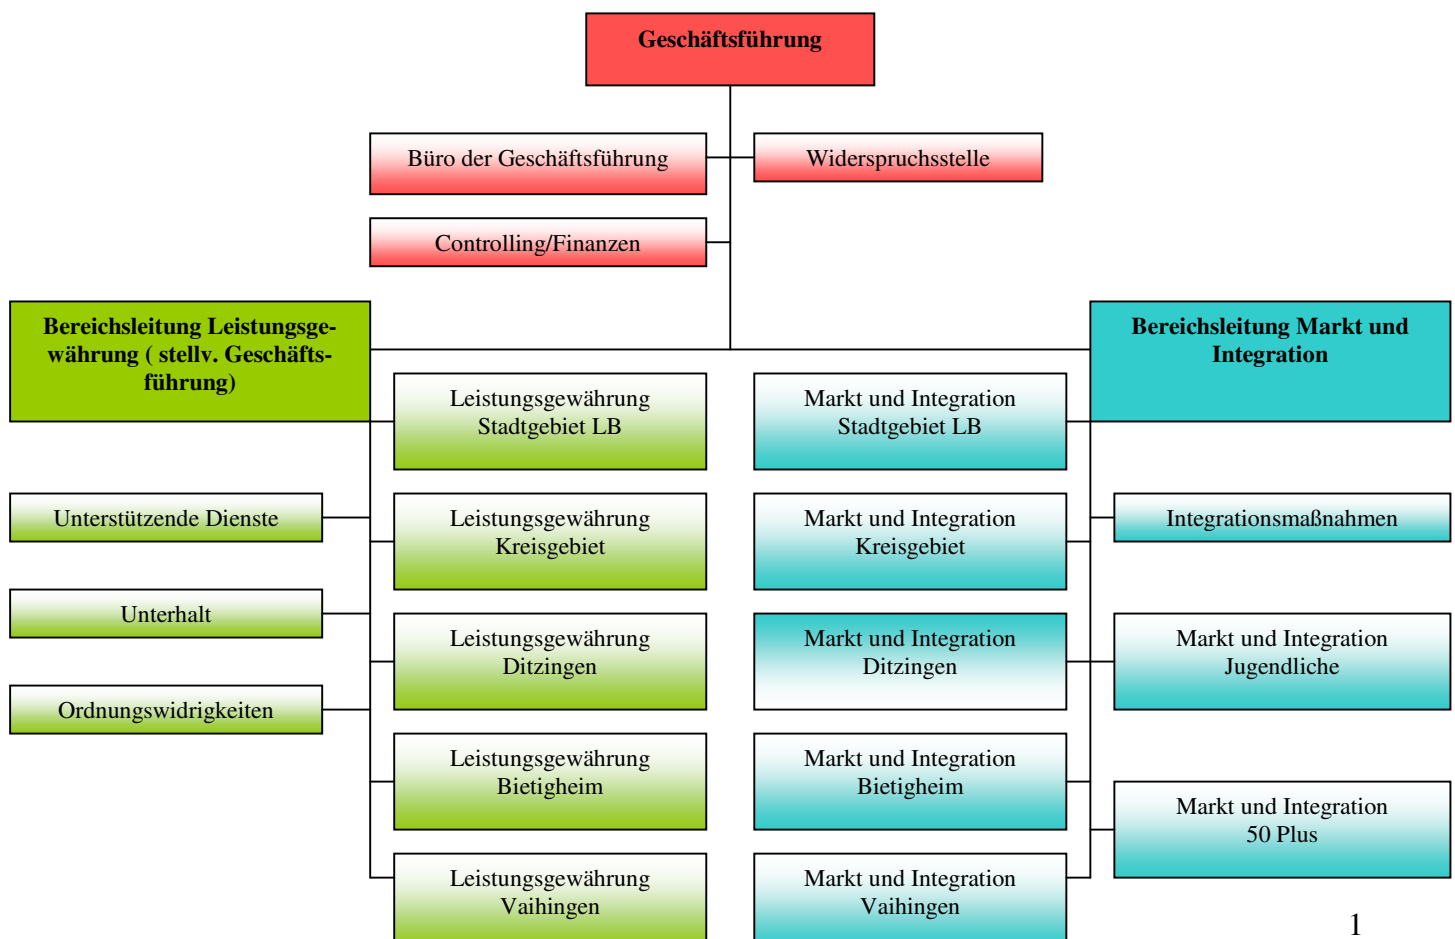 Geschäftsführung
Büro der Geschäftsführung
Widerspruchsstelle
Controlling/Finanzen
Bereichsleitung Leistungsge-
währung ( stellv. Geschäfts-
führung)
Bereichsleitung Markt und
Integration
Leistungsgewährung
Stadtgebiet LB
Markt und Integration
Stadtgebiet LB
Unterstützende Dienste
Leistungsgewährung
Kreisgebiet
Markt und Integration
Kreisgebiet
Integrationsmaßnahmen
Unterhalt
Leistungsgewährung
Ditzingen
Markt und Integration
Ditzingen
Markt und Integration
Jugendliche
Ordnungswidrigkeiten
Leistungsgewährung
Bietigheim
Markt und Integration
Bietigheim
Markt und Integration
50 Plus
Leistungsgewährung
Vaihingen
Markt und Integration
Vaihingen
1